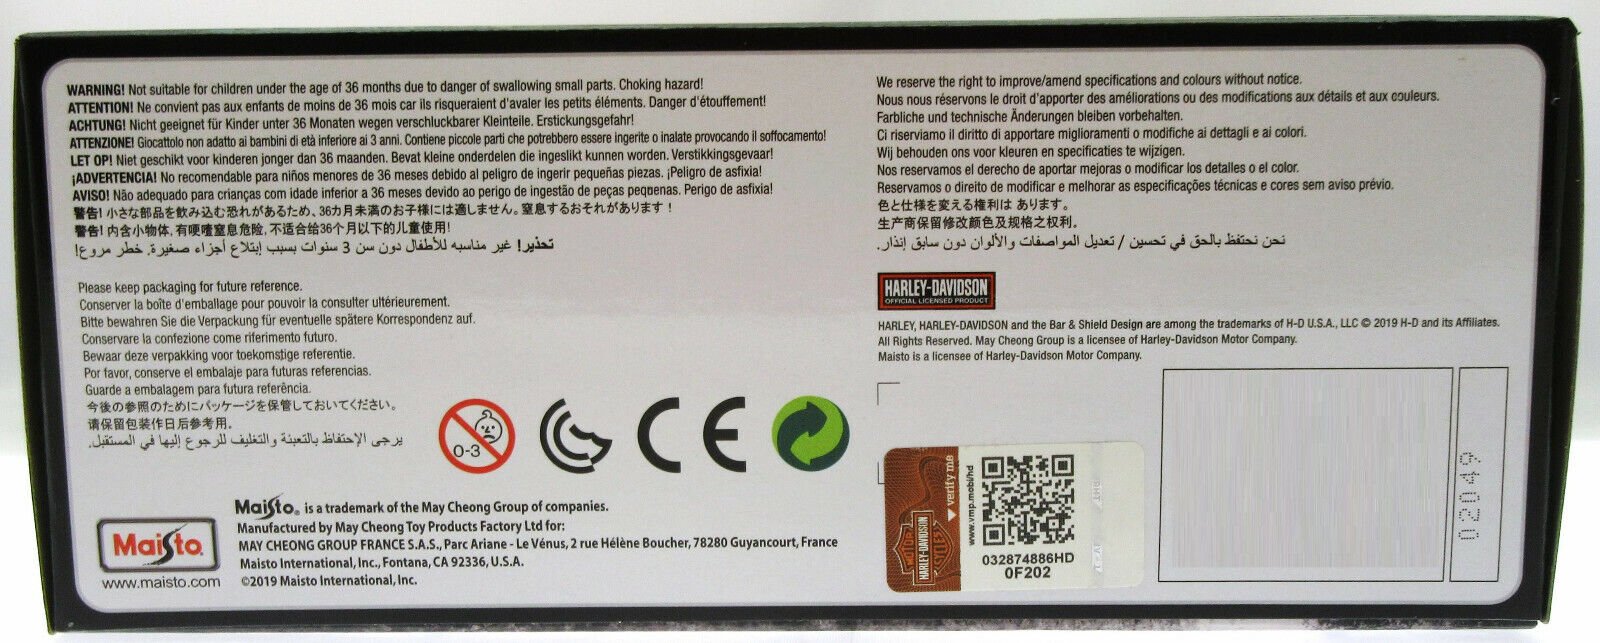 WARNING! Not suitable for children under the age of 36 months due to danger of swallowing small parts. Choking hazard!
ATTENTION! Ne convient pas aux enfants de moins de 36 mois car ils risqueraient d'avaler les petits éléments. Danger d'étouffement!
ACHTUNG! Nicht geeignet für Kinder unter 36 Monaten wegen verschluckbarer Kleinteile. Erstickungsgefahr!
ATTENZIONE! Giocattolo non adatto ai bambini di età inferiore ai 3 anni. Contiene piccole parti che potrebbero essere ingerite o inalate provocando il soffocamento!
LET OP! Niet geschikt voor kinderen jonger dan 36 maanden. Bevat kleine onderdelen die ingeslikt kunnen worden. Verstikkingsgevaar!
¡ADVERTENCIA! No recomendable para niños menores de 36 meses debido al peligro de ingerir pequeñas piezas. ¡Peligro de asfixia!
AVISO! Não adequado para crianças com idade inferior a 36 meses devido ao perigo de ingestão de peças pequenas. Perigo de asfixia!
警告! 小さな部品を飲み込む恐れがあるため、36カ月未満のお子様には適しません。窒息するおそれがあります！
警告! 内含小物体, 有哽噎窒息危险, 不适合给36个月以下的儿童使用!
تحذير! غير مناسبه للأطفال دون سن 3 سنوات بسبب إبتلاع أجزاء صغيرة. خطر مروع!
Please keep packaging for future reference.
Conserver la boîte d'emballage pour pouvoir la consulter ultérieurement.
Bitte bewahren Sie die Verpackung für eventuelle spätere Korrespondenz auf.
Conservare la confezione come riferimento futuro.
Bewaar deze verpakking voor toekomstige referentie.
Por favor, conserve el embalaje para futuras referencias.
Guarde a embalagem para futura referência.
今後の参照のためにパッケージを保管しておいてください。
请保留包装作日后参考用。
يرجى الإحتفاظ بالتعبئة والتغليف للرجوع إليها في المستقبل.
0-3
CE
Maisto
www.maisto.com
Maisto® is a trademark of the May Cheong Group of companies.
Manufactured by May Cheong Toy Products Factory Ltd for:
MAY CHEONG GROUP FRANCE S.A.S., Parc Ariane - Le Vénus, 2 rue Hélène Boucher, 78280 Guyancourt, France
Maisto International, Inc., Fontana, CA 92336, U.S.A.
©2019 Maisto International, Inc.
We reserve the right to improve/amend specifications and colours without notice.
Nous nous réservons le droit d'apporter des améliorations ou des modifications aux détails et aux couleurs.
Farbliche und technische Änderungen bleiben vorbehalten.
Ci riserviamo il diritto di apportare miglioramenti o modifiche ai dettagli e ai colori.
Wij behouden ons voor kleuren en specificaties te wijzigen.
Nos reservamos el derecho de aportar mejoras o modificar los detalles o el color.
Reservamos o direito de modificar e melhorar as especificações técnicas e cores sem aviso prévio.
色と仕様を変える権利は あります。
生产商保留修改颜色及规格之权利。
نحن نحتفظ بالحق في تحسين / تعديل المواصفات والألوان دون سابق إنذار.
HARLEY-DAVIDSON
OFFICIAL LICENSED PRODUCT
HARLEY, HARLEY-DAVIDSON and the Bar & Shield Design are among the trademarks of H-D U.S.A., LLC © 2019 H-D and its Affiliates.
All Rights Reserved. May Cheong Group is a licensee of Harley-Davidson Motor Company.
Maisto is a licensee of Harley-Davidson Motor Company.
HARLEY-DAVIDSON
verify me
www.vmp.mobi/hd
032874886HD
0F202
02049